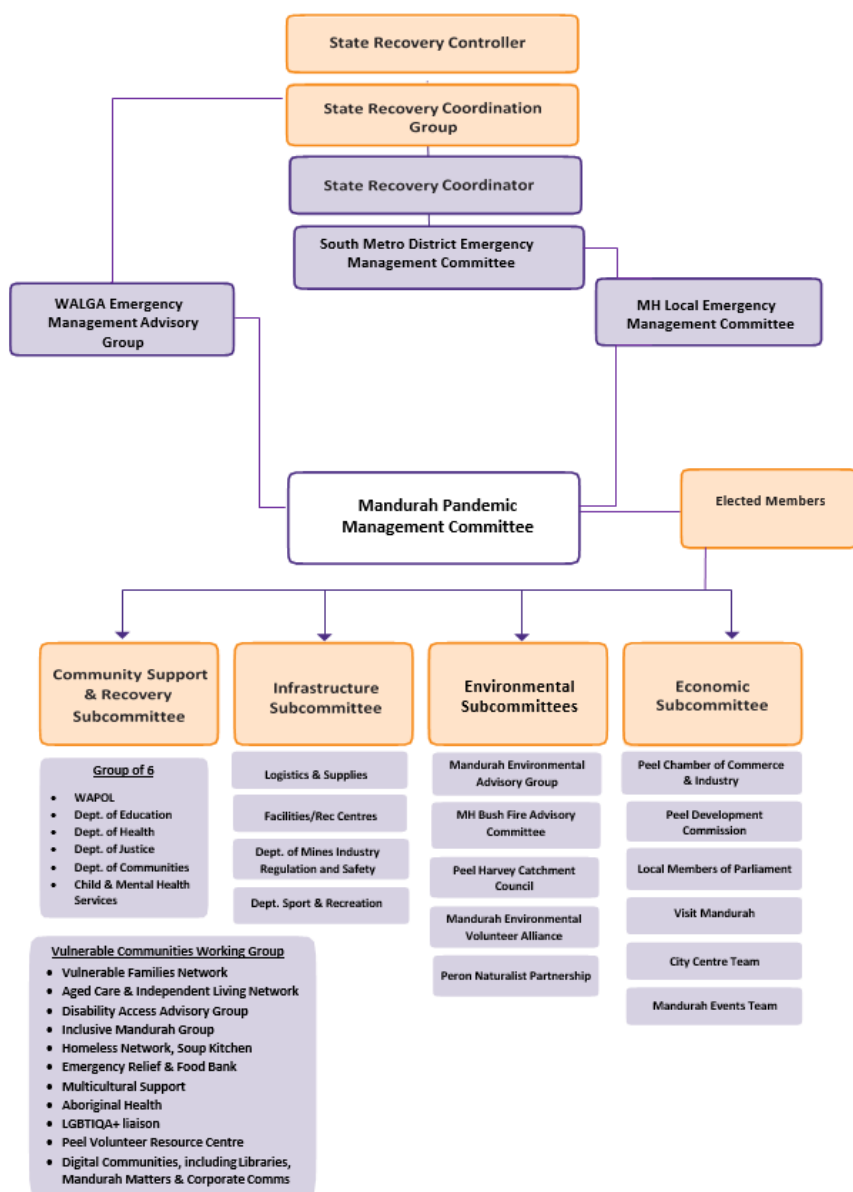 State Recovery Controller
State Recovery Coordination
Group
State Recovery Coordinator
South Metro District Emergency
Management Committee
WALGA Emergency
Management Advisory
Group
MH Local Emergency
Management Committee
Mandurah Pandemic
Management Committee
Elected Members
Community Support
& Recovery
Subcommittee
Group of 6
• WAPOL
• Dept. of Education
• Dept. of Health
• Dept. of Justice
• Dept. of Communities
• Child & Mental Health
Services
Vulnerable Communities Working Group
• Vulnerable Families Network
• Aged Care & Independent Living Network
• Disability Access Advisory Group
• Inclusive Mandurah Group
• Homeless Network, Soup Kitchen
• Emergency Relief & Food Bank
• Multicultural Support
• Aboriginal Health
• LGBTIQA+ liaison
• Peel Volunteer Resource Centre
• Digital Communities, including Libraries,
Mandurah Matters & Corporate Comms
Infrastructure
Subcommittee
Logistics & Supplies
Facilities/Rec Centres
Dept. of Mines Industry
Regulation and Safety
Dept. Sport & Recreation
Environmental
Subcommittees
Mandurah Environmental
Advisory Group
MH Bush Fire Advisory
Committee
Peel Harvey Catchment
Council
Mandurah Environmental
Volunteer Alliance
Peron Naturalist Partnership
Economic
Subcommittee
Peel Chamber of Commerce
& Industry
Peel Development
Commission
Local Members of Parliament
Visit Mandurah
City Centre Team
Mandurah Events Team